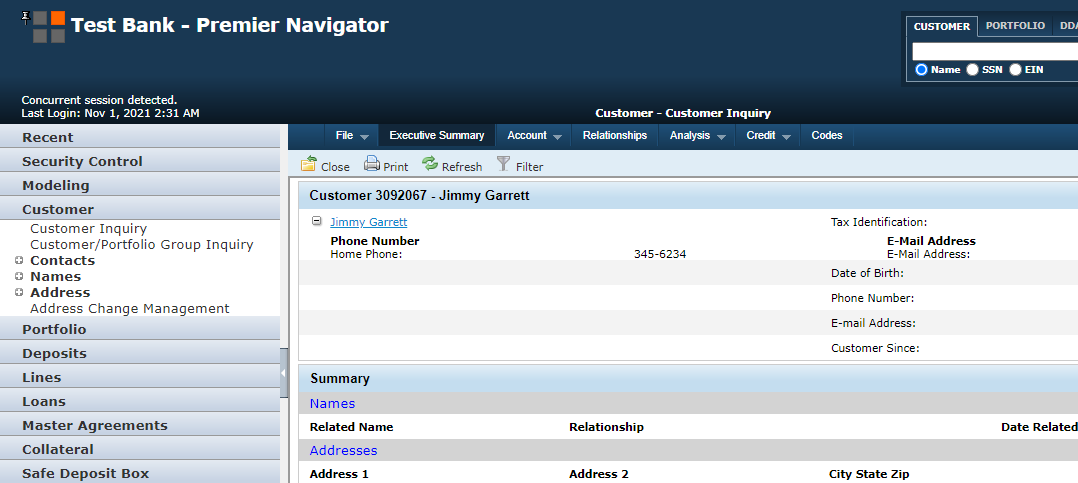 Test Bank - Premier Navigator
CUSTOMER PORTFOLIO
Name SSN EIN
Concurrent session detected.
Last Login: Nov 1, 2021 2:31 AM
Customer - Customer Inquiry
Recent
Security Control
Modeling
Customer
Customer Inquiry
Customer/Portfolio Group Inquiry
Contacts
Names
Address
Address Change Management
Portfolio
Deposits
Lines
Loans
Master Agreements
Collateral
Safe Deposit Box
File Executive Summary Account Relationships Analysis Customer Credit Codes
Close Print Refresh Filter
Customer 3092067 - Jimmy Garrett
Jimmy Garrett Tax Identification:
Phone Number E-Mail Address
Home Phone: 345-6234 E-Mail Address:
Date of Birth:
Phone Number:
E-mail Address:
Customer Since:
Summary
Names
Related Name Relationship Date Related
Addresses
Address 1 Address 2 City State Zip